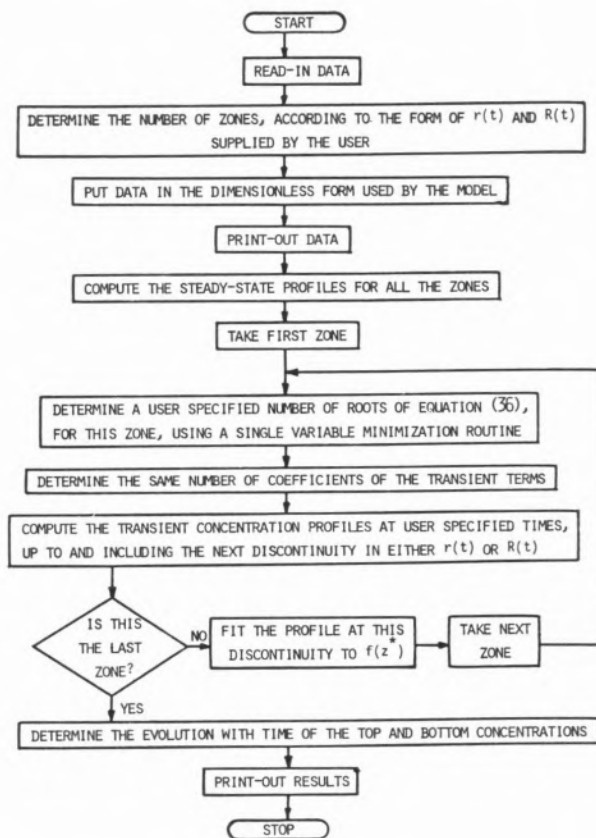 START
READ-IN DATA
DETERMINE THE NUMBER OF ZONES, ACCORDING TO THE FORM OF r(t) AND R(t)
SUPPLIED BY THE USER
PUT DATA IN THE DIMENSIONLESS FORM USED BY THE MODEL
PRINT-OUT DATA
COMPUTE THE STEADY-STATE PROFILES FOR ALL THE ZONES
TAKE FIRST ZONE
DETERMINE A USER SPECIFIED NUMBER OF ROOTS OF EQUATION (36),
FOR THIS ZONE, USING A SINGLE VARIABLE MINIMIZATION ROUTINE
DETERMINE THE SAME NUMBER OF COEFFICIENTS OF THE TRANSIENT TERMS
COMPUTE THE TRANSIENT CONCENTRATION PROFILES AT USER SPECIFIED TIMES,
UP TO AND INCLUDING THE NEXT DISCONTINUITY IN EITHER r(t) OR R(t)
IS THIS
THE LAST
ZONE?
NO
FIT THE PROFILE AT THIS
DISCONTINUITY TO f(z*)
TAKE NEXT
ZONE
YES
DETERMINE THE EVOLUTION WITH TIME OF THE TOP AND BOTTOM CONCENTRATIONS
PRINT-OUT RESULTS
STOP